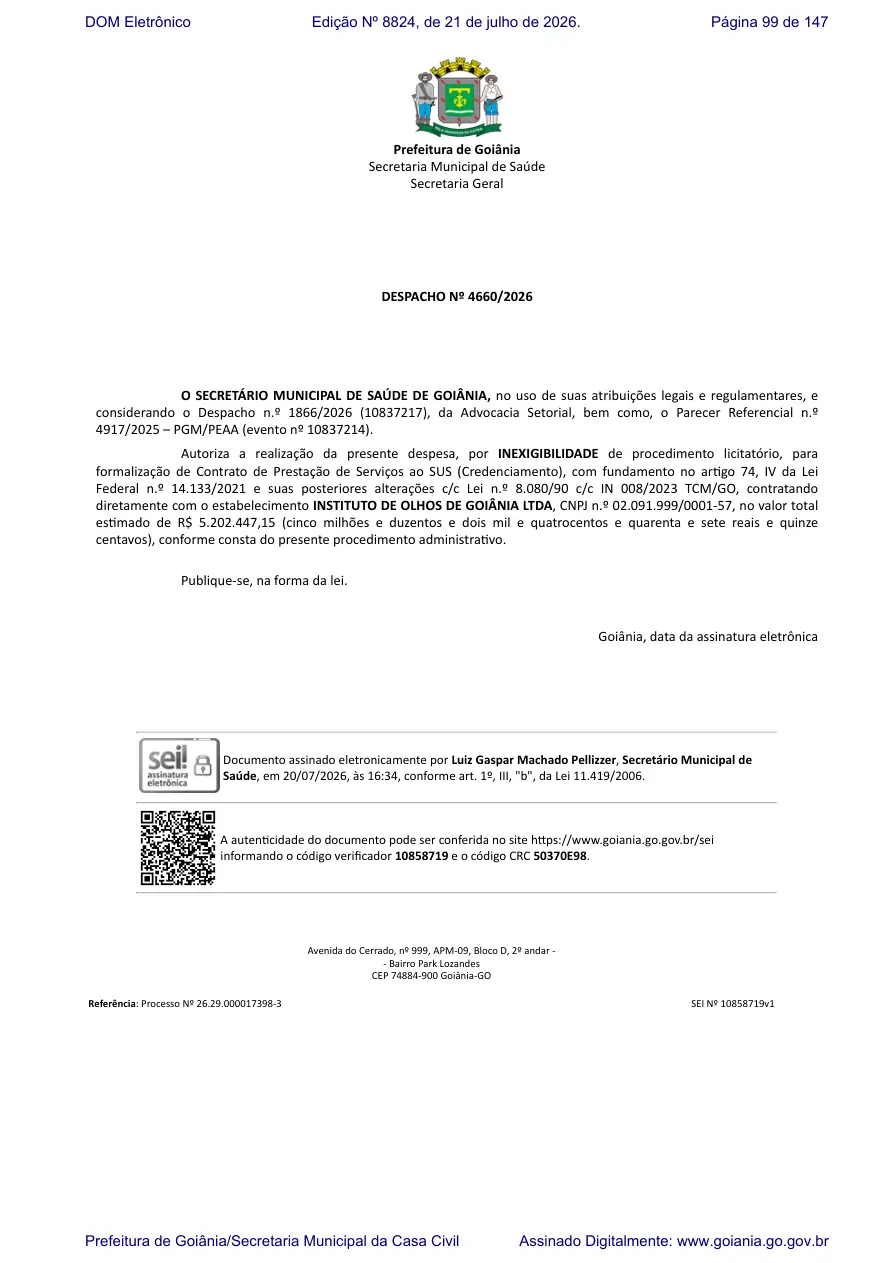 DOM Eletrônico Edição Nº 8824, de 21 de julho de 2026. Página 99 de 147
Prefeitura de Goiânia
Secretaria Municipal de Saúde
Secretaria Geral
DESPACHO Nº 4660/2026
O SECRETÁRIO MUNICIPAL DE SAÚDE DE GOIÂNIA, no uso de suas atribuições legais e regulamentares, e
considerando o Despacho n.º 1866/2026 (10837217), da Advocacia Setorial, bem como, o Parecer Referencial n.º
4917/2025 – PGM/PEAA (evento nº 10837214).
Autoriza a realização da presente despesa, por INEXIGIBILIDADE de procedimento licitatório, para
formalização de Contrato de Prestação de Serviços ao SUS (Credenciamento), com fundamento no artigo 74, IV da Lei
Federal n.º 14.133/2021 e suas posteriores alterações c/c Lei n.º 8.080/90 c/c IN 008/2023 TCM/GO, contratando
diretamente com o estabelecimento INSTITUTO DE OLHOS DE GOIÂNIA LTDA, CNPJ n.º 02.091.999/0001-57, no valor total
estimado de R$ 5.202.447,15 (cinco milhões e duzentos e dois mil e quatrocentos e quarenta e sete reais e quinze
centavos), conforme consta do presente procedimento administrativo.
Publique-se, na forma da lei.
Goiânia, data da assinatura eletrônica
sei!
assinatura
eletrônica
Documento assinado eletronicamente por Luiz Gaspar Machado Pellizzer, Secretário Municipal de
Saúde, em 20/07/2026, às 16:34, conforme art. 1º, III, "b", da Lei 11.419/2006.
A autenticidade do documento pode ser conferida no site https://www.goiania.go.gov.br/sei
informando o código verificador 10858719 e o código CRC 50370E98.
Avenida do Cerrado, nº 999, APM-09, Bloco D, 2º andar -
- Bairro Park Lozandes
CEP 74884-900 Goiânia-GO
Referência: Processo Nº 26.29.000017398-3 SEI Nº 10858719v1
Prefeitura de Goiânia/Secretaria Municipal da Casa Civil Assinado Digitalmente: www.goiania.go.gov.br